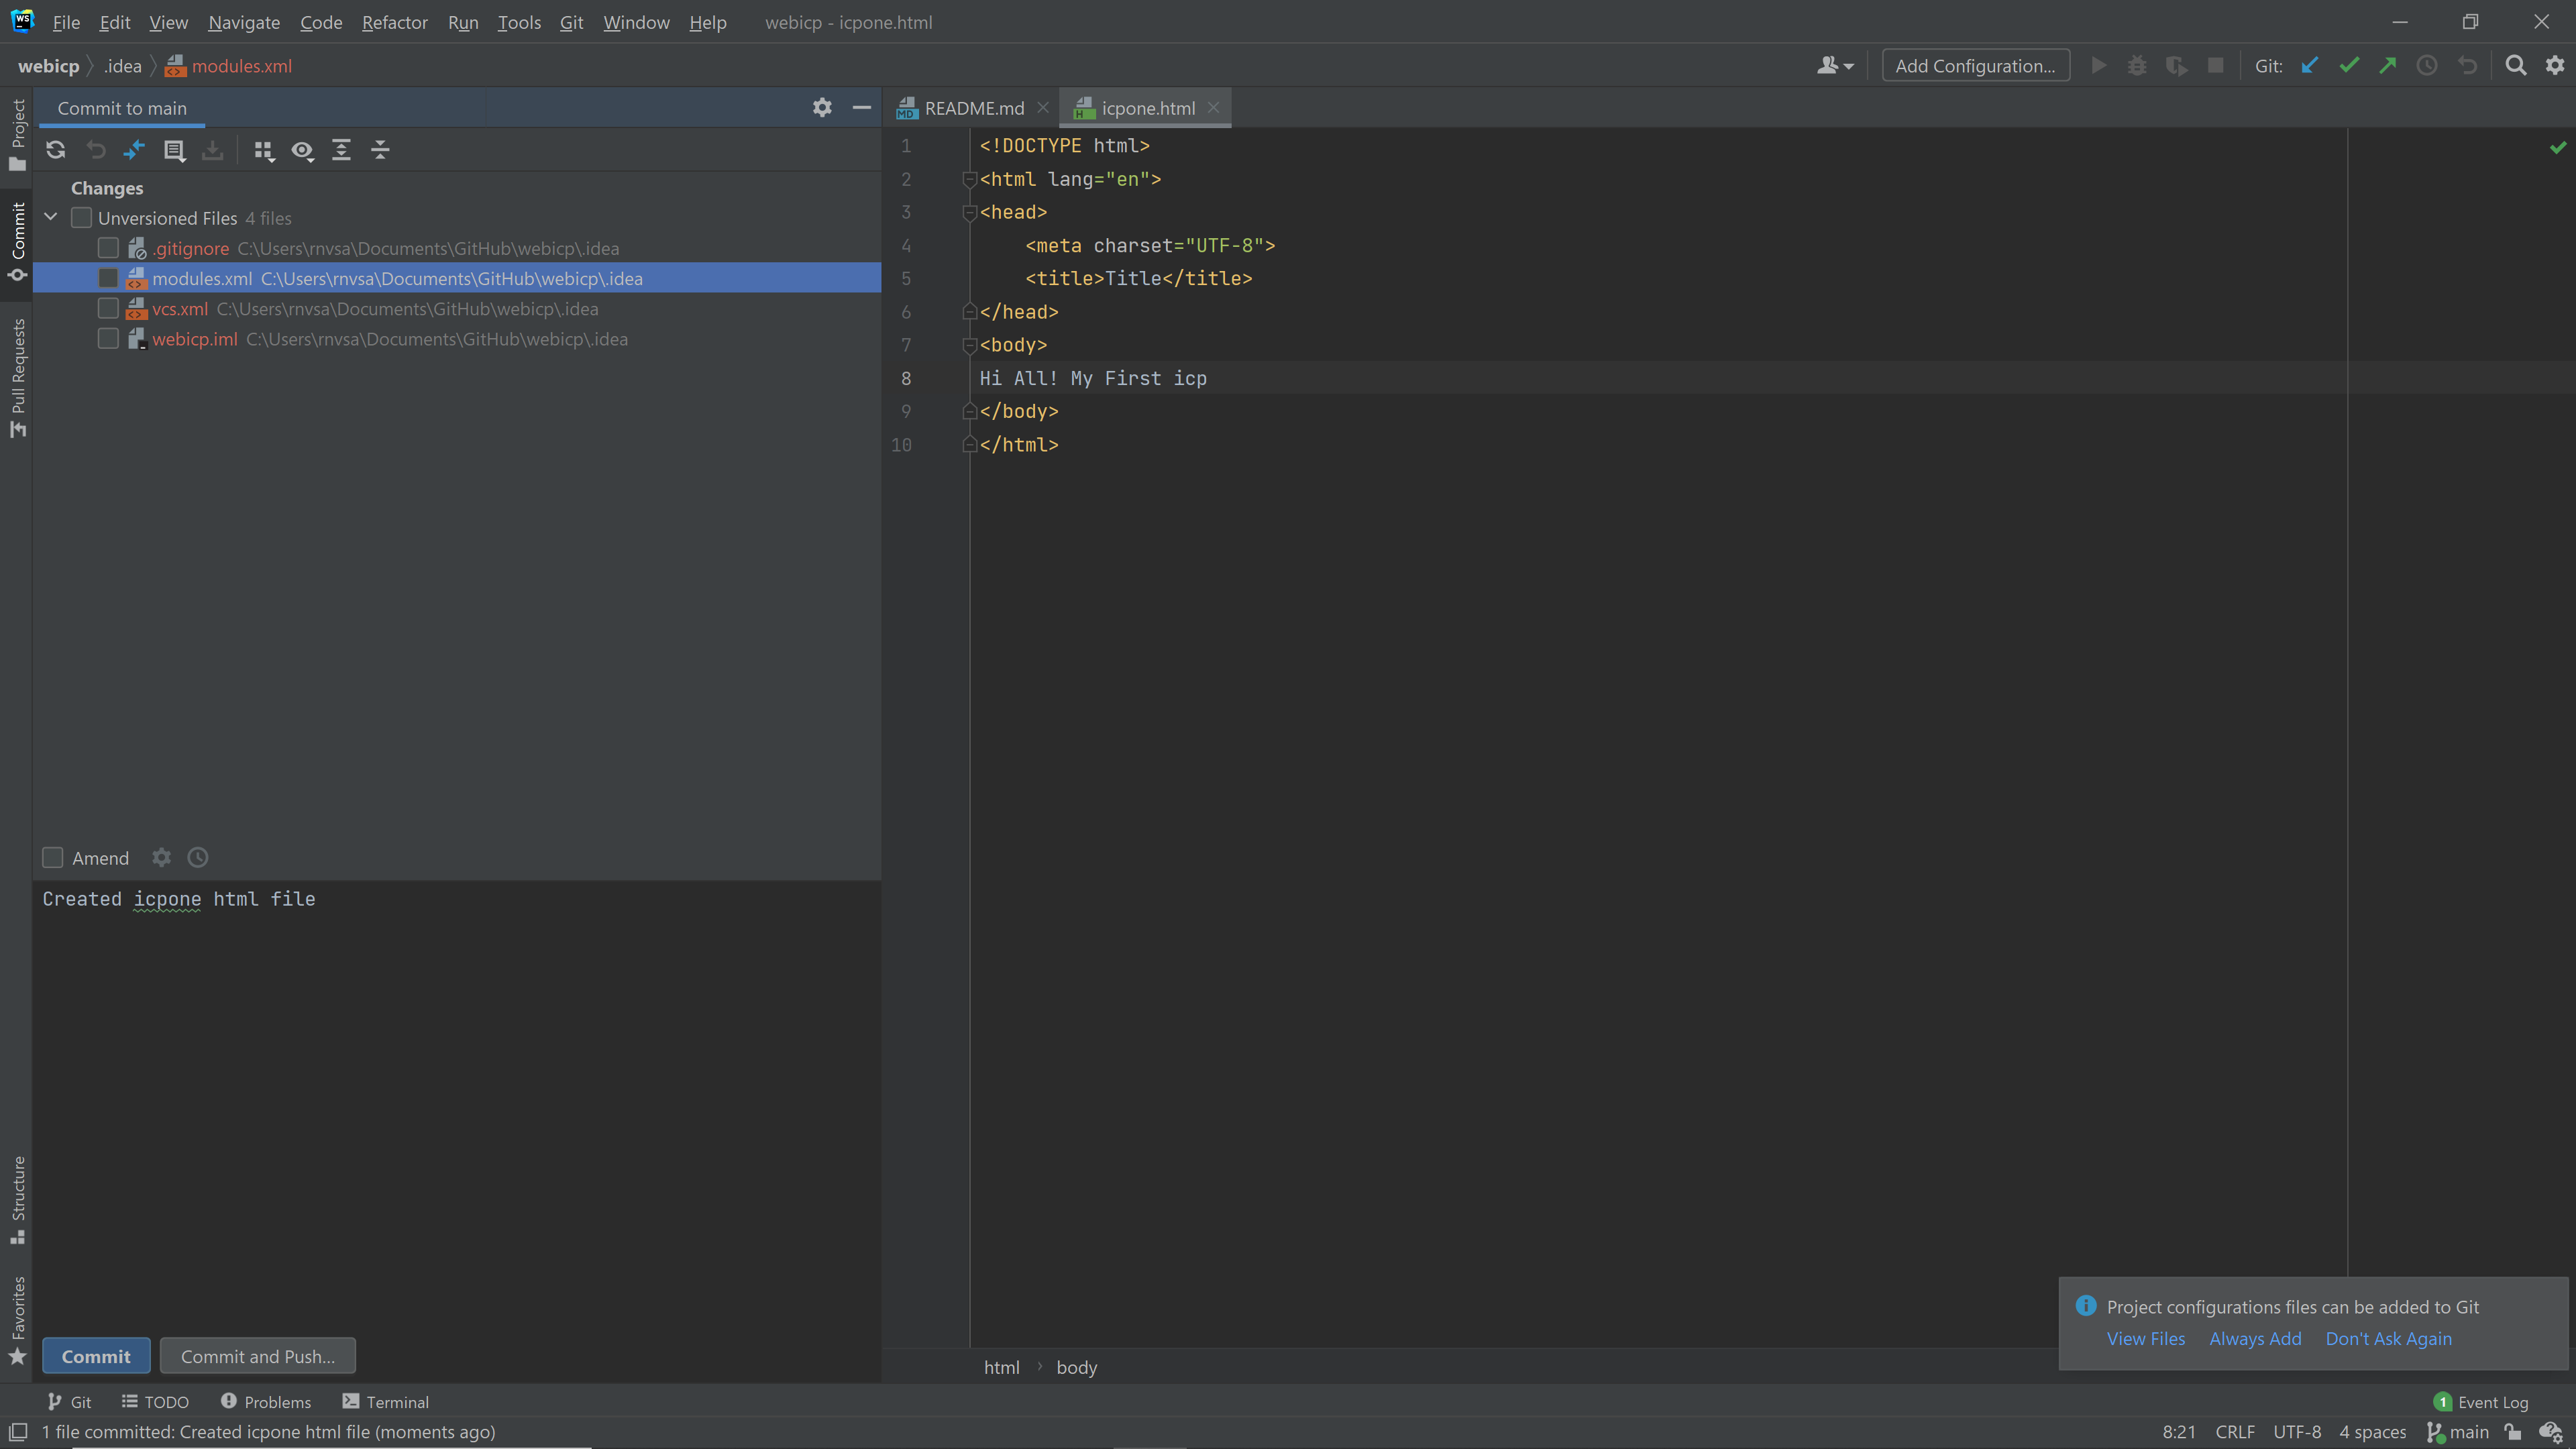 WS File Edit View Navigate Code Refactor Run Tools Git Window Help webicp - icpone.html
webicp .idea modules.xml Add Configuration... Git:
Commit to main
README.md icpone.html
Project
Commit
Pull Requests
Structure
Favorites
Changes
Unversioned Files 4 files
.gitignore C:\Users\rnvsa\Documents\GitHub\webicp\.idea
modules.xml C:\Users\rnvsa\Documents\GitHub\webicp\.idea
vcs.xml C:\Users\rnvsa\Documents\GitHub\webicp\.idea
webicp.iml C:\Users\rnvsa\Documents\GitHub\webicp\.idea
Amend
Created icpone html file
Commit Commit and Push...
1 <!DOCTYPE html>
2 <html lang="en">
3 <head>
4 <meta charset="UTF-8">
5 <title>Title</title>
6 </head>
7 <body>
8 Hi All! My First icp
9 </body>
10 </html>
Project configurations files can be added to Git
View Files Always Add Don't Ask Again
html body
Git TODO Problems Terminal 1 Event Log
1 file committed: Created icpone html file (moments ago) 8:21 CRLF UTF-8 4 spaces main